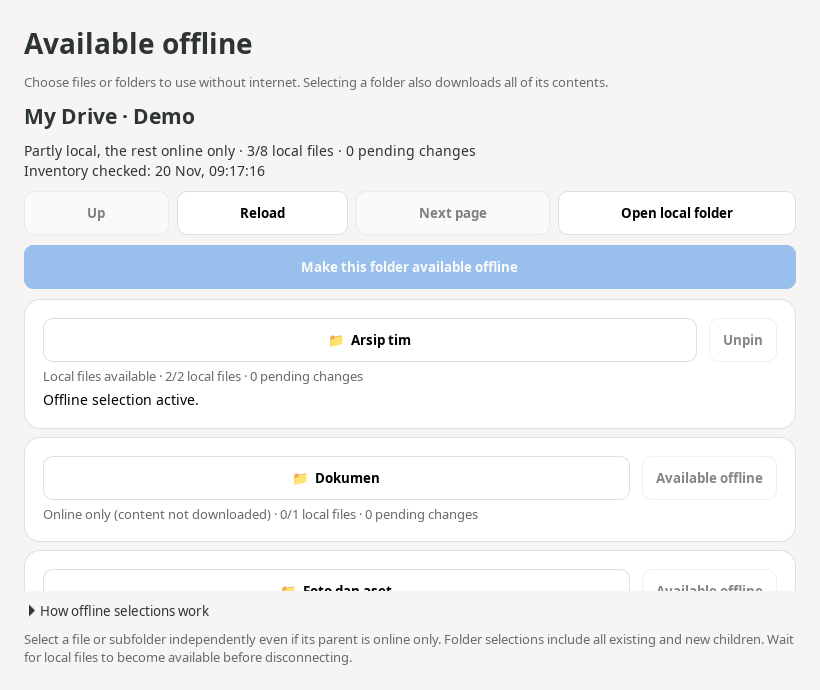 Available offline
Choose files or folders to use without internet. Selecting a folder also downloads all of its contents.
My Drive · Demo
Partly local, the rest online only · 3/8 local files · 0 pending changes
Inventory checked: 20 Nov, 09:17:16
Up Reload Next page Open local folder
Make this folder available offline
Arsip tim Unpin
Local files available · 2/2 local files · 0 pending changes
Offline selection active.
Dokumen Available offline
Online only (content not downloaded) · 0/1 local files · 0 pending changes
Foto dan aset Available offline
How offline selections work
Select a file or subfolder independently even if its parent is online only. Folder selections include all existing and new children. Wait
for local files to become available before disconnecting.